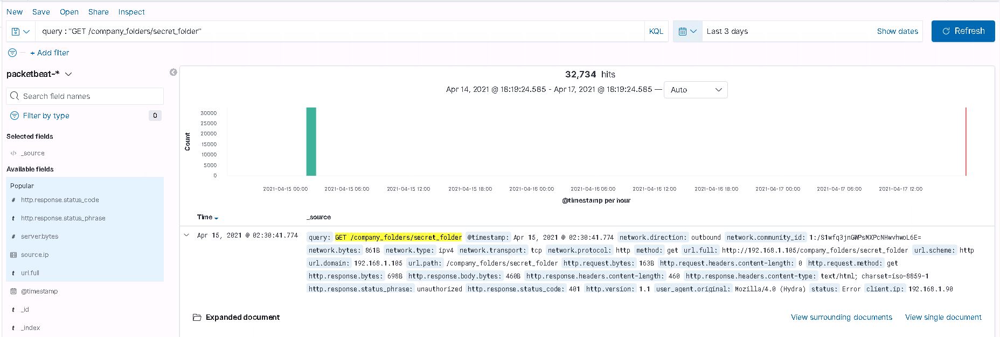 New Save Open Share Inspect
query : "GET /company_folders/secret_folder" KQL Last 3 days Show dates Refresh
+ Add filter
packetbeat-*
32,734 hits
Apr 14, 2021 @ 18:19:24.585 - Apr 17, 2021 @ 18:19:24.585 — Auto
Search field names
Filter by type 0
Selected fields
</> _source
Available fields
Popular
# http.response.status_code
t http.response.status_phrase
# server.bytes
source.ip
t url.full
@timestamp
t _id
t _index
Count
30000
25000
20000
15000
10000
5000
0
2021-04-15 00:00 2021-04-15 06:00 2021-04-15 12:00 2021-04-15 18:00 2021-04-16 00:00 2021-04-16 06:00 2021-04-16 12:00 2021-04-16 18:00 2021-04-17 00:00 2021-04-17 06:00 2021-04-17 12:00
@timestamp per hour
Time _source
Apr 15, 2021 @ 02:30:41.774 query: GET /company_folders/secret_folder @timestamp: Apr 15, 2021 @ 02:30:41.774 network.direction: outbound network.community_id: 1:/S1wfq3jnGWPsMXPcNHwvhwoL6E=
network.bytes: 861B network.type: ipv4 network.transport: tcp network.protocol: http method: get url.full: http://192.168.1.105/company_folders/secret_folder url.scheme: http
url.domain: 192.168.1.105 url.path: /company_folders/secret_folder http.request.bytes: 163B http.request.headers.content-length: 0 http.request.method: get
http.response.bytes: 698B http.response.body.bytes: 460B http.response.headers.content-length: 460 http.response.headers.content-type: text/html; charset=iso-8859-1
http.response.status_phrase: unauthorized http.response.status_code: 401 http.version: 1.1 user_agent.original: Mozilla/4.0 (Hydra) status: Error client.ip: 192.168.1.90
Expanded document View surrounding documents View single document